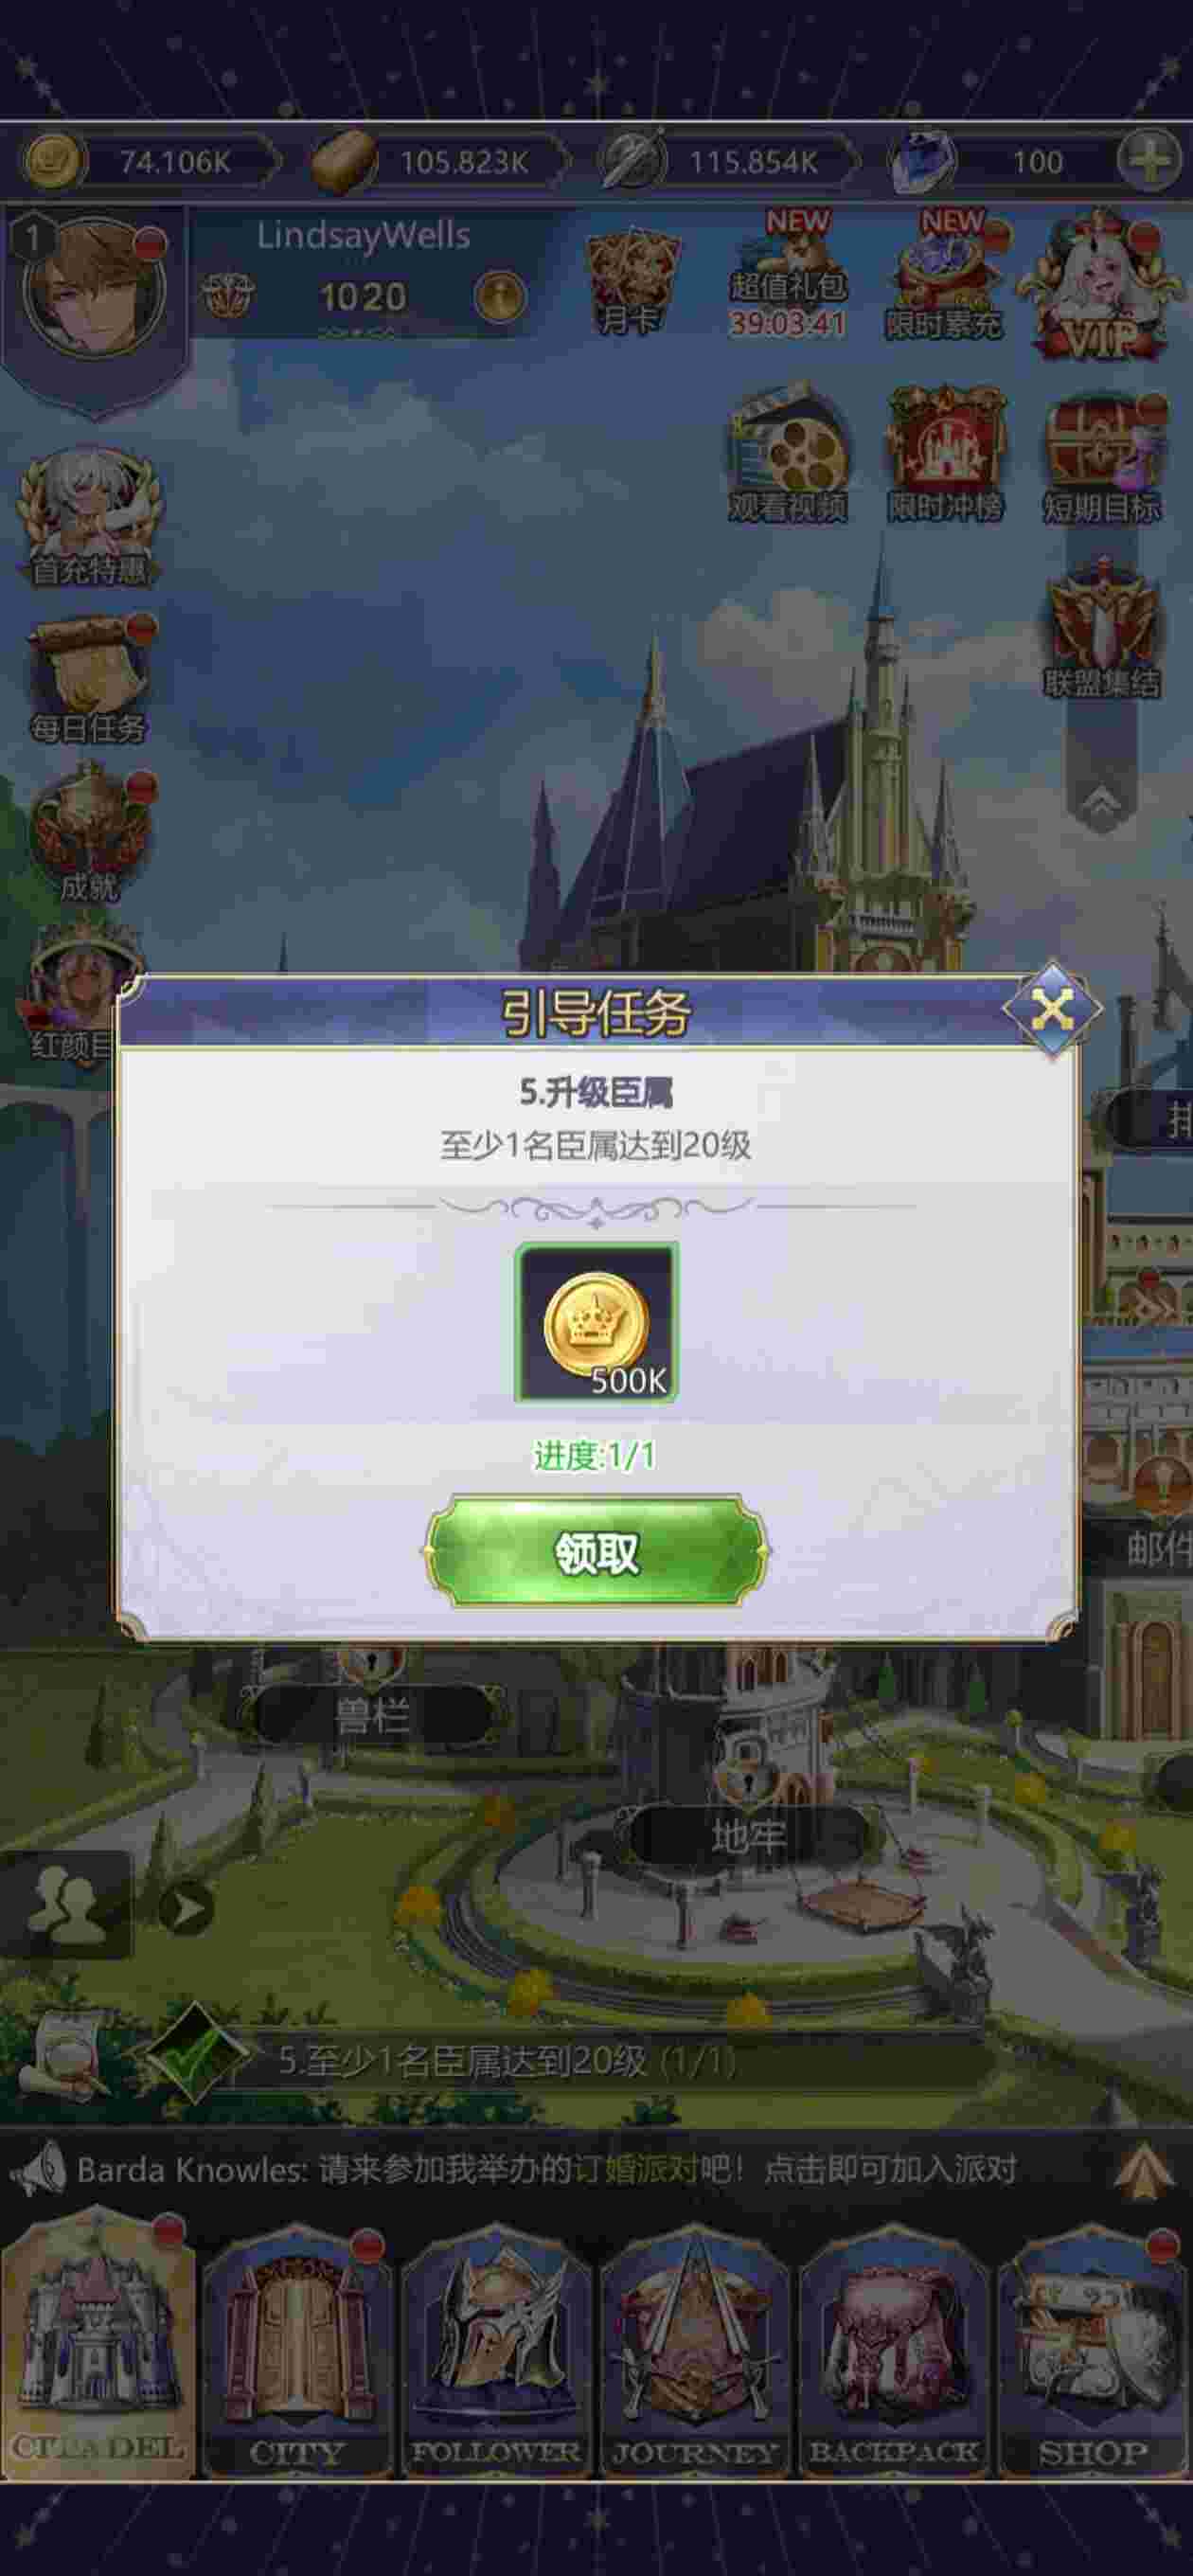 74.106K
105.823K
115.854K
100
1
LindsayWells
1020
月卡
NEW
超值礼包
39:03:41
NEW
限时累充
VIP
观看视频
限时冲榜
短期目标
首充特惠
联盟集结
每日任务
成就
红颜
引导任务
5.升级臣属
至少1名臣属达到20级
500K
进度:1/1
领取
邮件
兽栏
地牢
5.至少1名臣属达到20级 (1/1)
Barda Knowles: 请来参加我举办的订婚派对吧！点击即可加入派对
CITADEL
CITY
FOLLOWER
JOURNEY
BACKPACK
SHOP